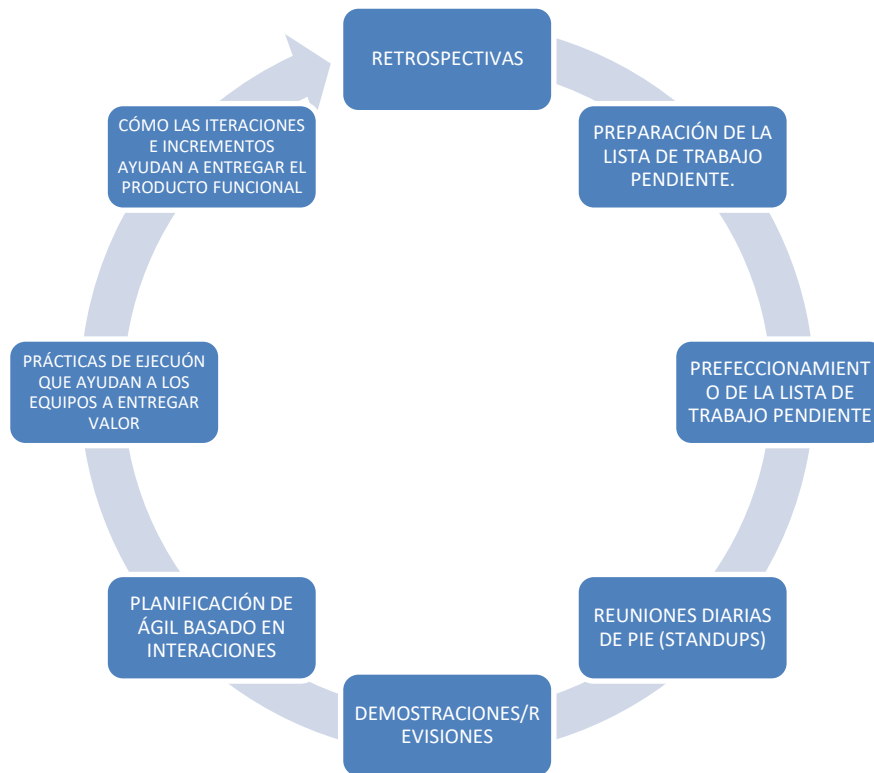 RETROSPECTIVAS
PREPARACIÓN DE LA
LISTA DE TRABAJO
PENDIENTE.
PREFECCIONAMIENT
O DE LA LISTA DE
TRABAJO PENDIENTE
REUNIONES DIARIAS
DE PIE (STANDUPS)
DEMOSTRACIONES/R
EVISIONES
PLANIFICACIÓN DE
ÁGIL BASADO EN
INTERACIONES
PRÁCTICAS DE EJECUÓN
QUE AYUDAN A LOS
EQUIPOS A ENTREGAR
VALOR
CÓMO LAS ITERACIONES
E INCREMENTOS
AYUDAN A ENTREGAR EL
PRODUCTO FUNCIONAL